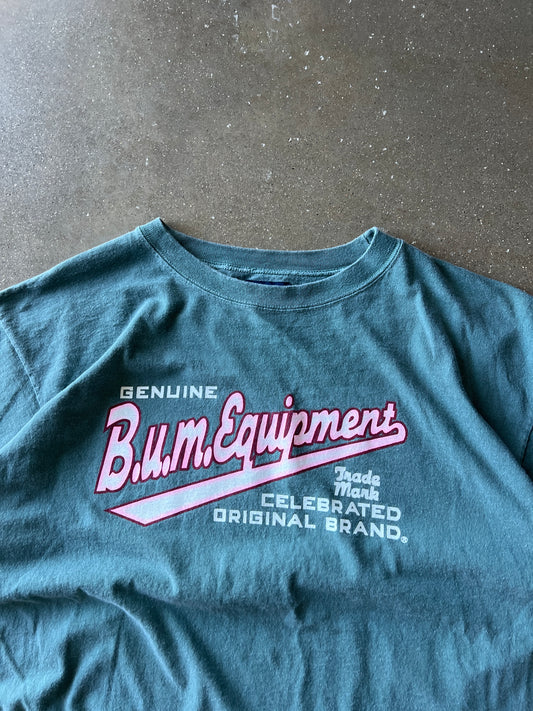 GENUINE
B.U.M. Equipment
Trade
Mark
CELEBRATED
ORIGINAL BRAND®